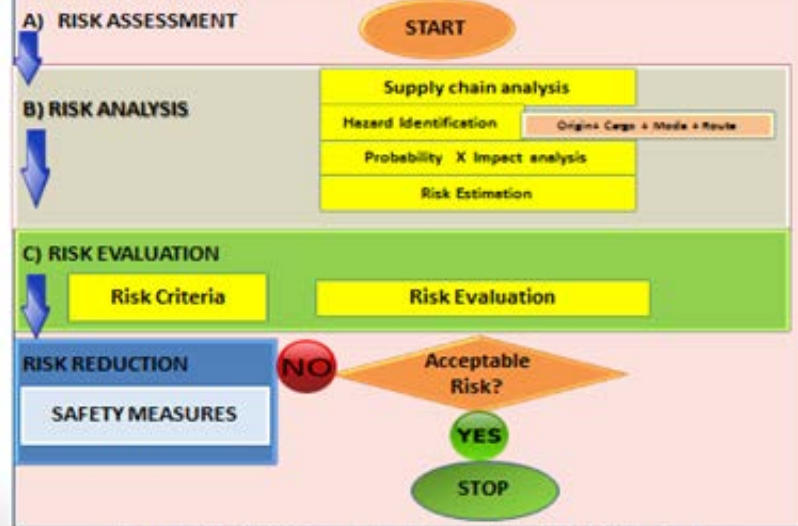 A) RISK ASSESSMENT
START
B) RISK ANALYSIS
Supply chain analysis
Hazard Identification
Origin+ Cargo + Mode + Route
Probability X Impact analysis
Risk Estimation
C) RISK EVALUATION
Risk Criteria
Risk Evaluation
RISK REDUCTION
SAFETY MEASURES
NO
Acceptable
Risk?
YES
STOP